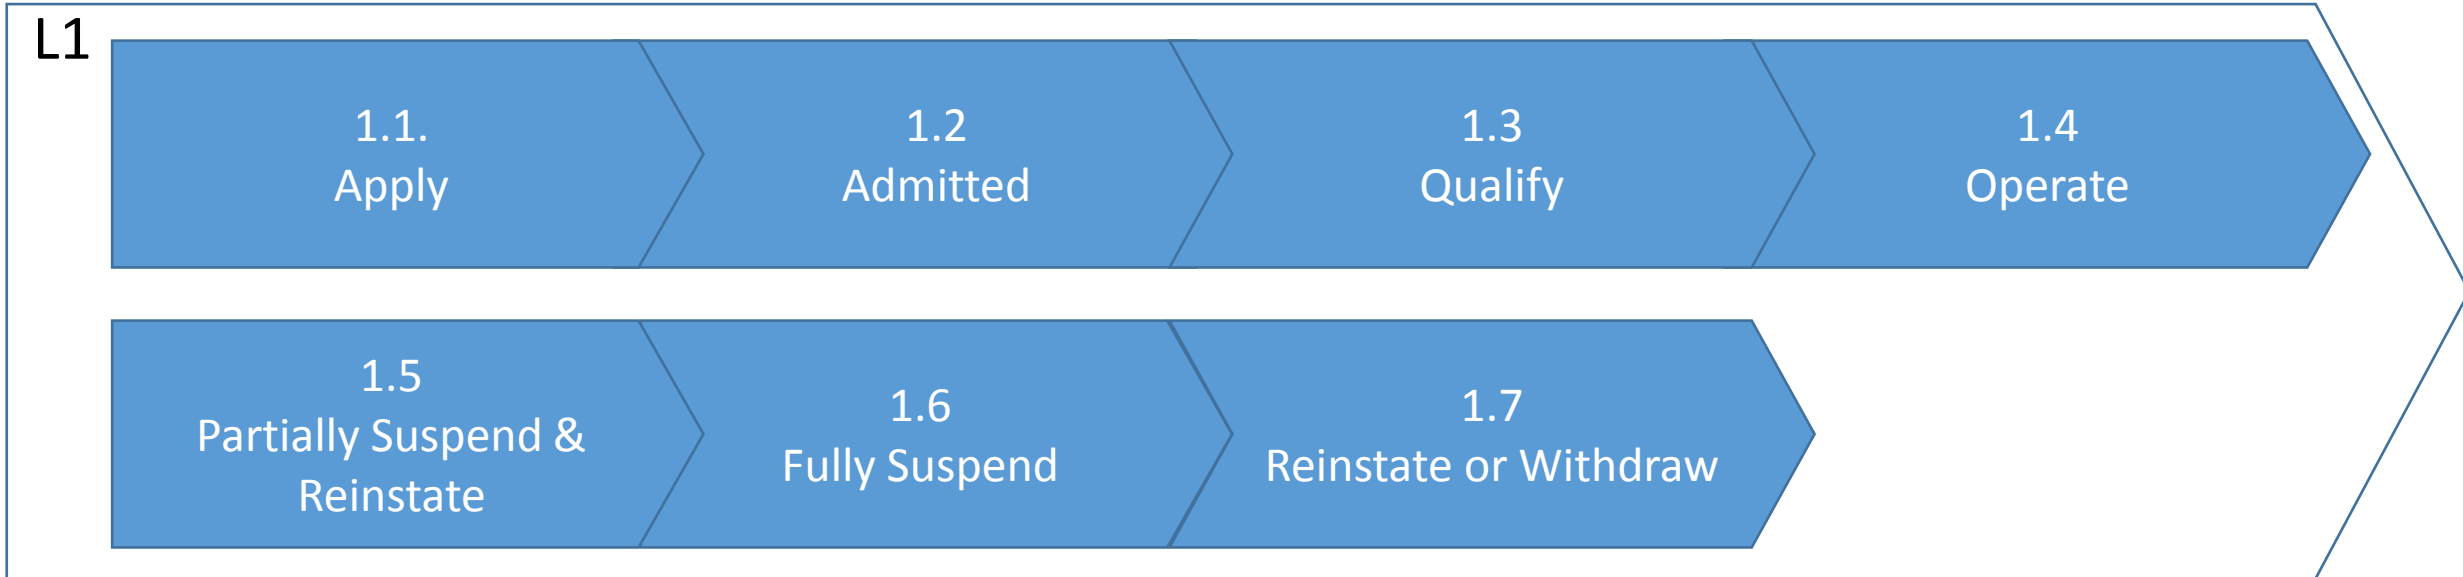 L1
1.1.
Apply
1.2
Admitted
1.3
Qualify
1.4
Operate
1.5
Partially Suspend &
Reinstate
1.6
Fully Suspend
1.7
Reinstate or Withdraw